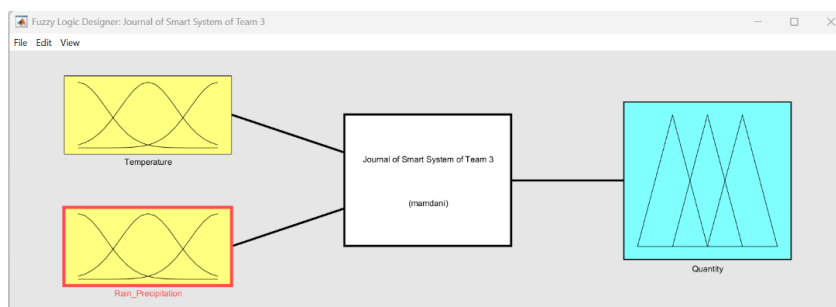 Fuzzy Logic Designer: Journal of Smart System of Team 3
File Edit View
Temperature
Journal of Smart System of Team 3
(mamdani)
Rain_Precipitation
Quantity